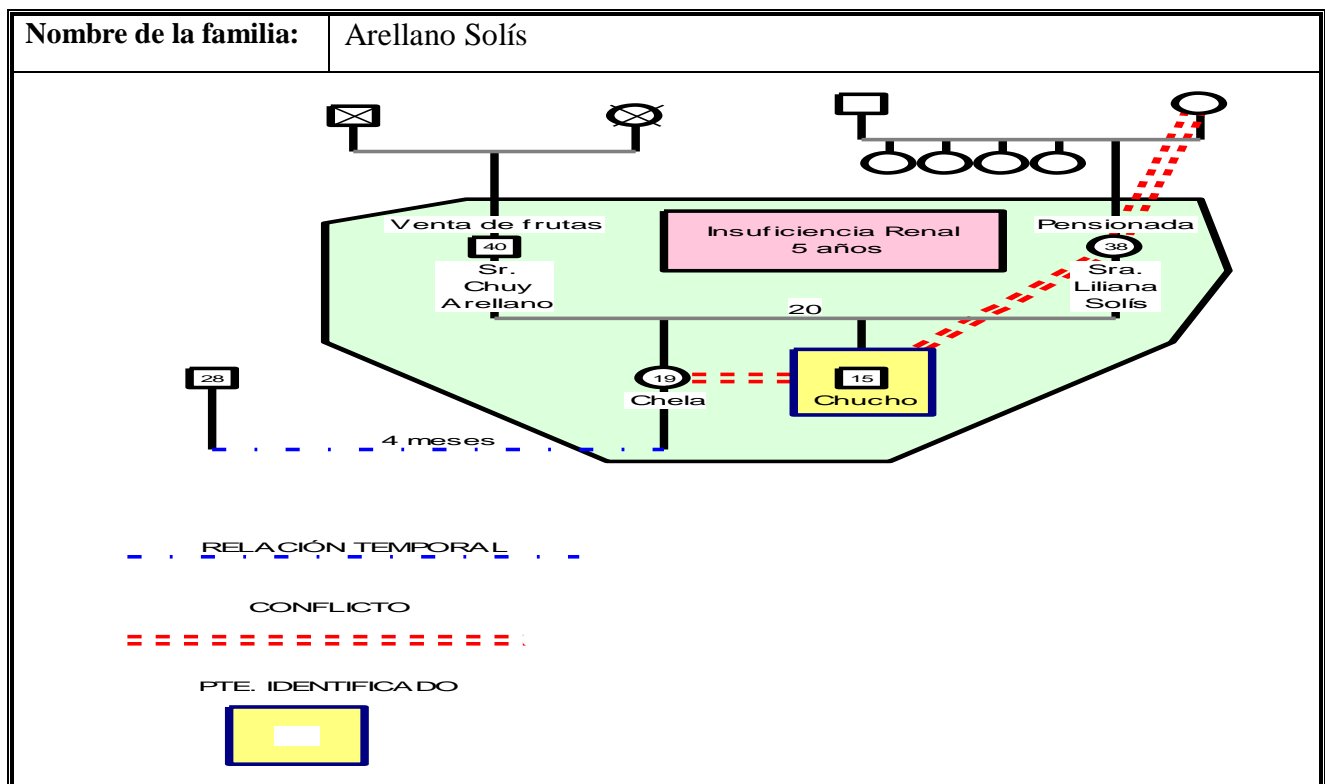 Nombre de la familia: Arellano Solís
Venta de frutas
Insuficiencia Renal
5 años
Pensionada
40
38
Sr.
Chuy
Arellano
Sra.
Liliana
Solís
20
28
19
15
Chela
Chucho
4 meses
RELACIÓN TEMPORAL
CONFLICTO
PTE. IDENTIFICADO